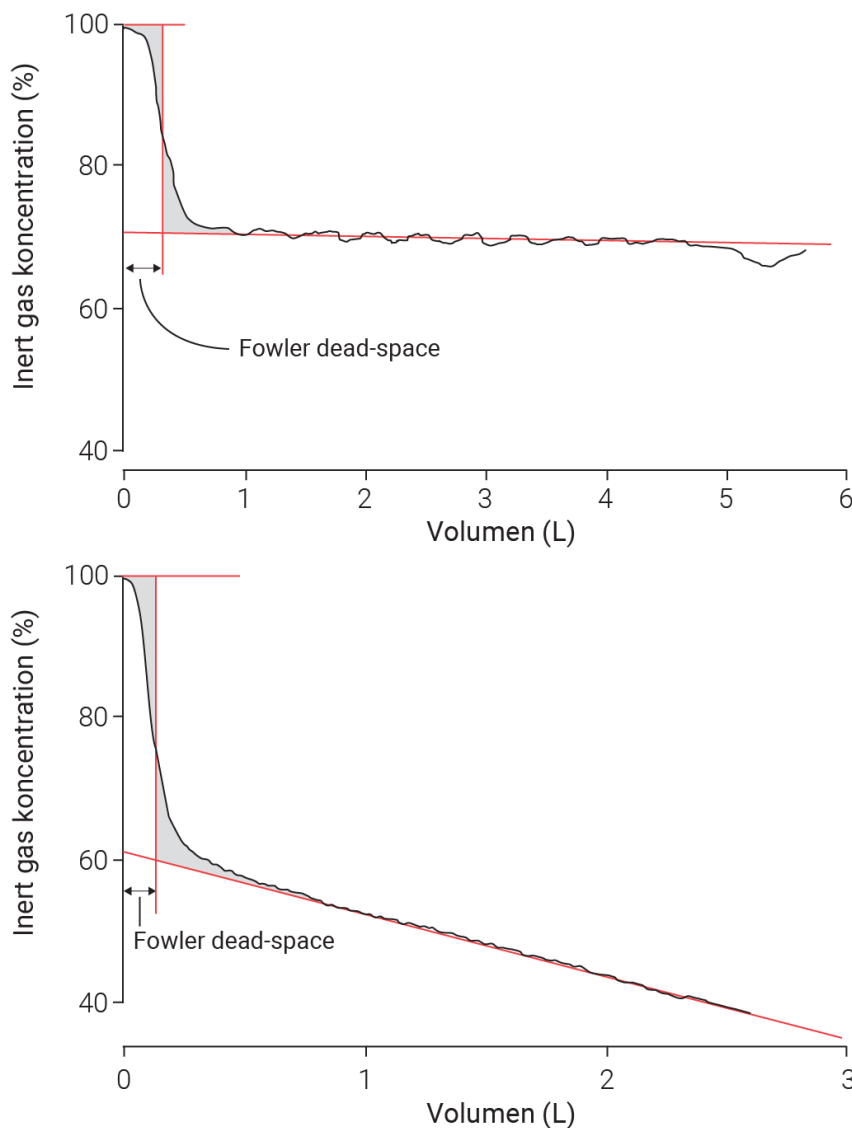 Inert gas koncentration (%)
100
80
60
40
Fowler dead-space
0 1 2 3 4 5 6
Volumen (L)
Inert gas koncentration (%)
100
80
60
40
Fowler dead-space
0 1 2 3
Volumen (L)